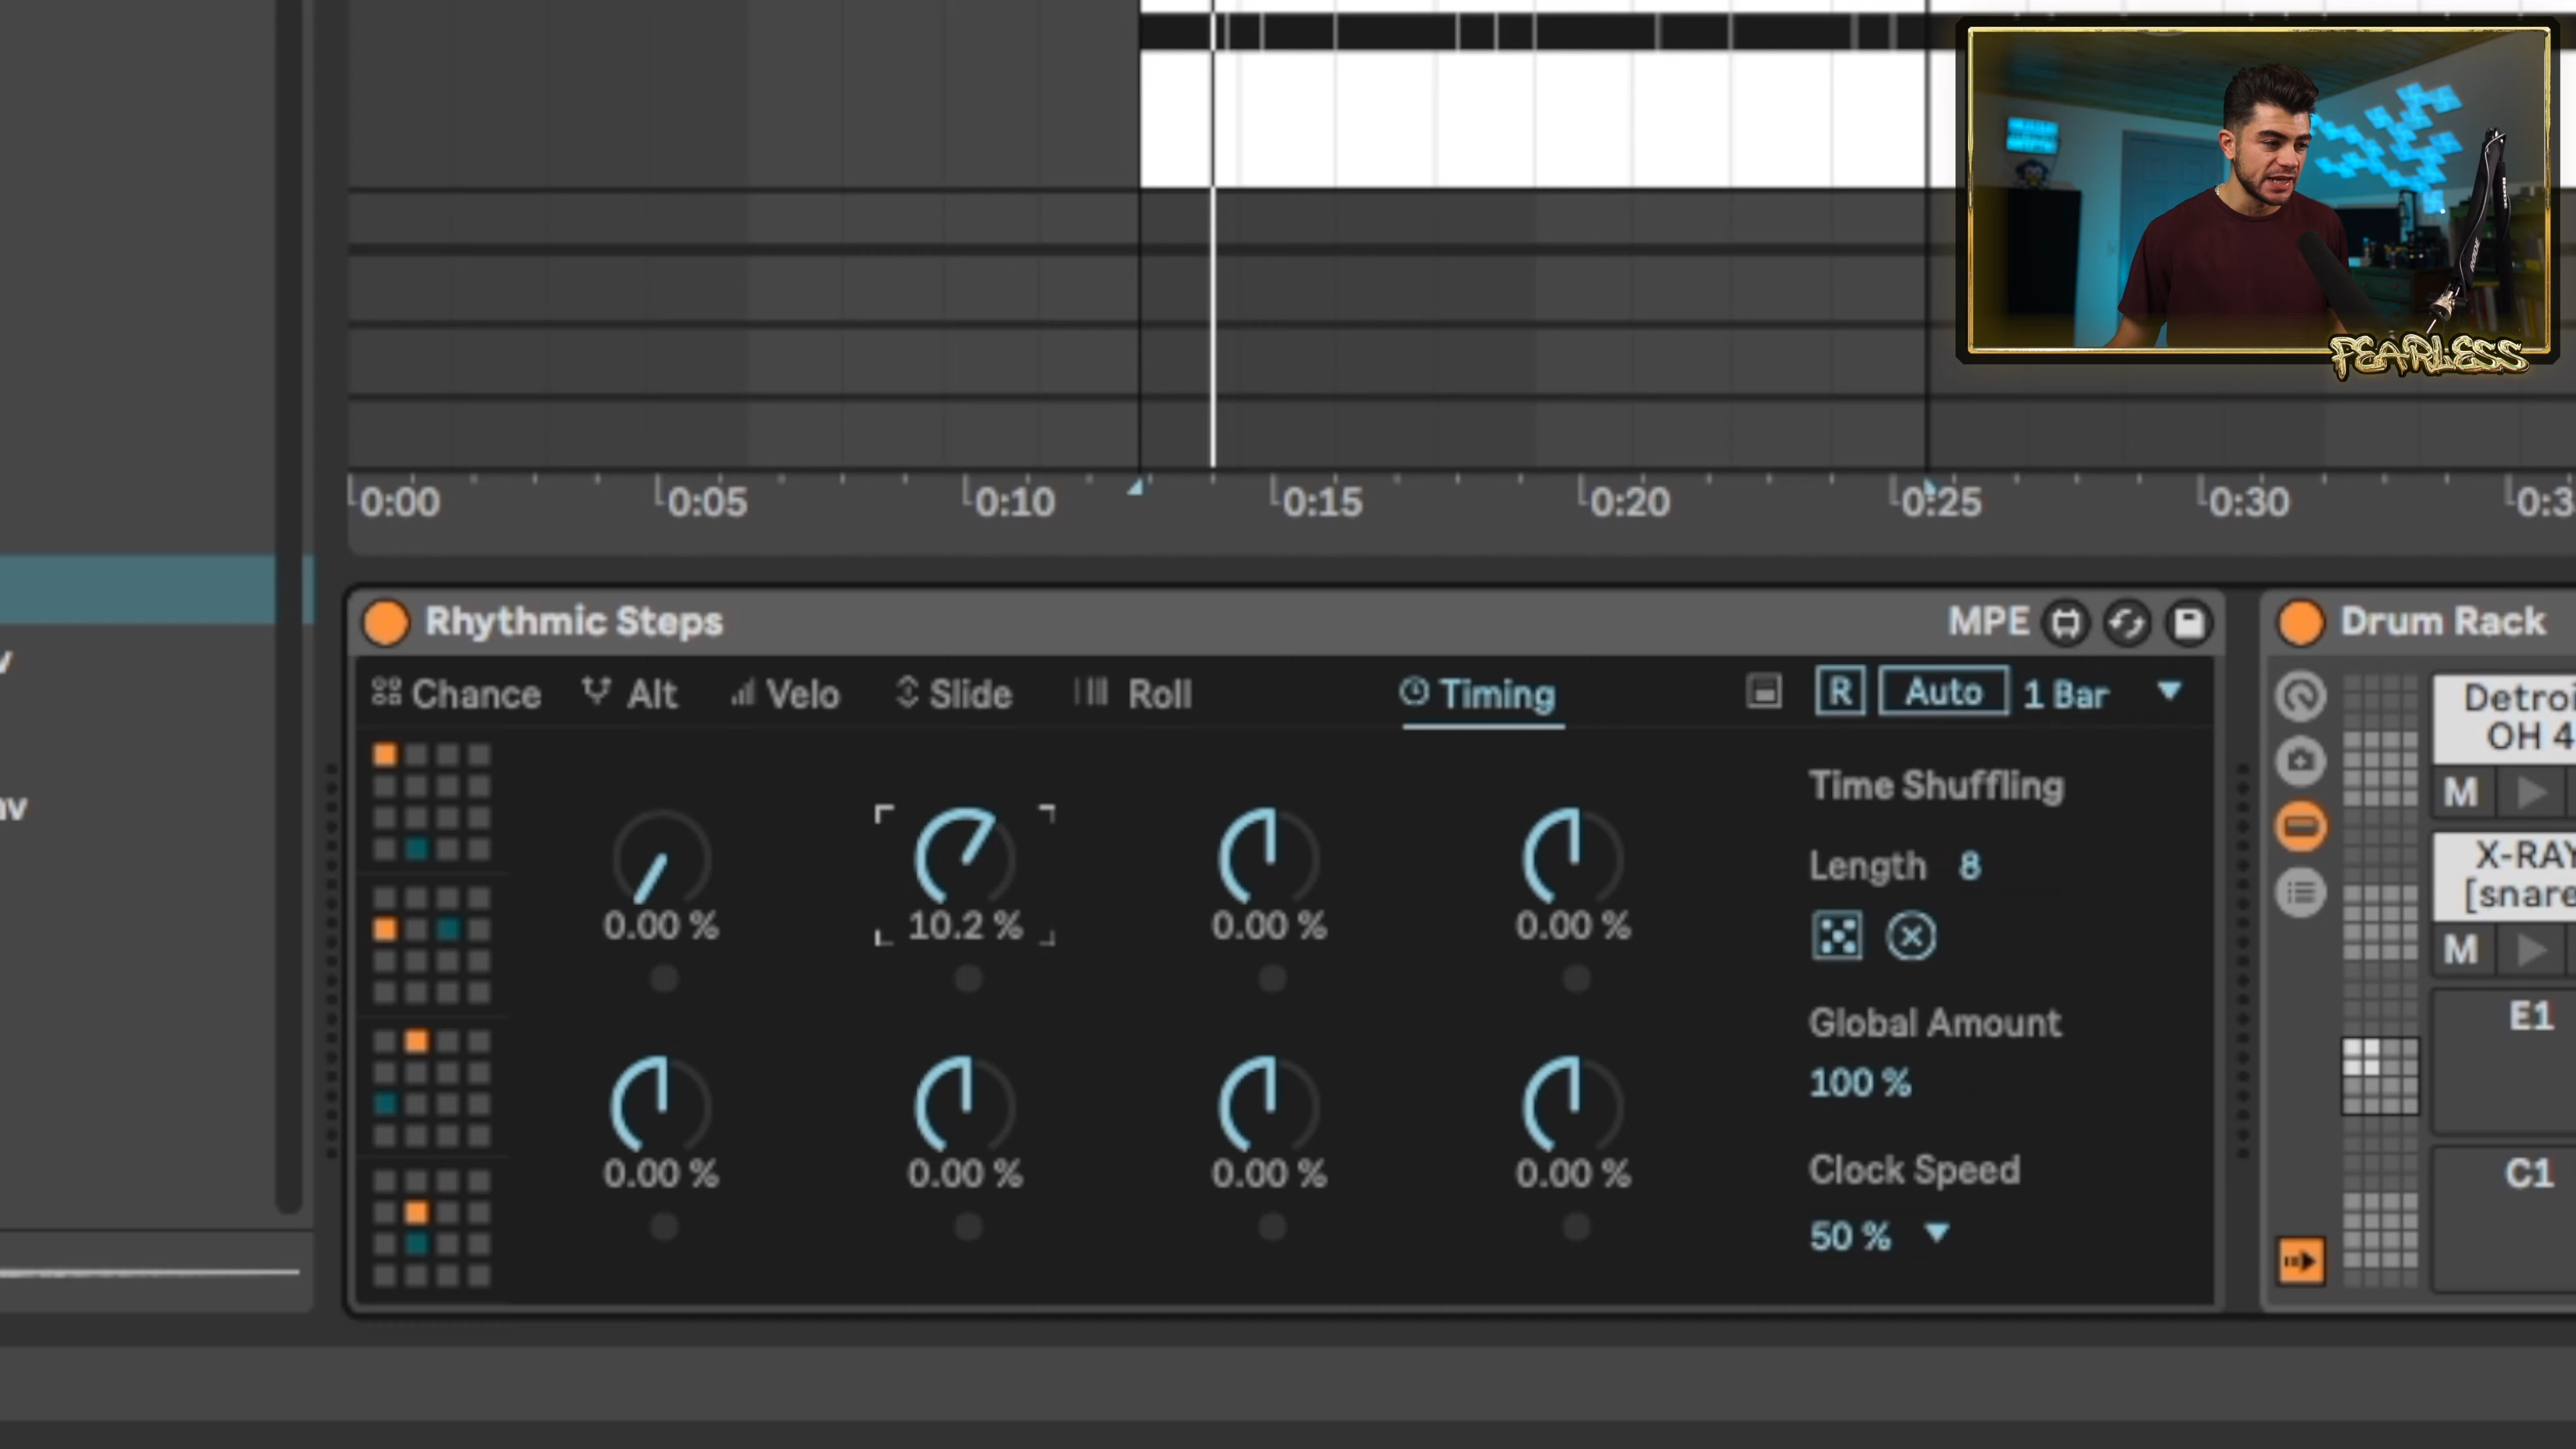 FEARLESS
0:00 0:05 0:10 0:15 0:20 0:25 0:30 0:3
v
Rhythmic Steps MPE
Drum Rack
Chance Alt Velo Slide Roll Timing R Auto 1 Bar
Detroi
OH 4
M
Time Shuffling
Length 8
0.00 % 10.2 % 0.00 % 0.00 %
X-RAY
[snare
M
Global Amount
100 %
E1
Clock Speed
50 %
0.00 % 0.00 % 0.00 % 0.00 %
C1